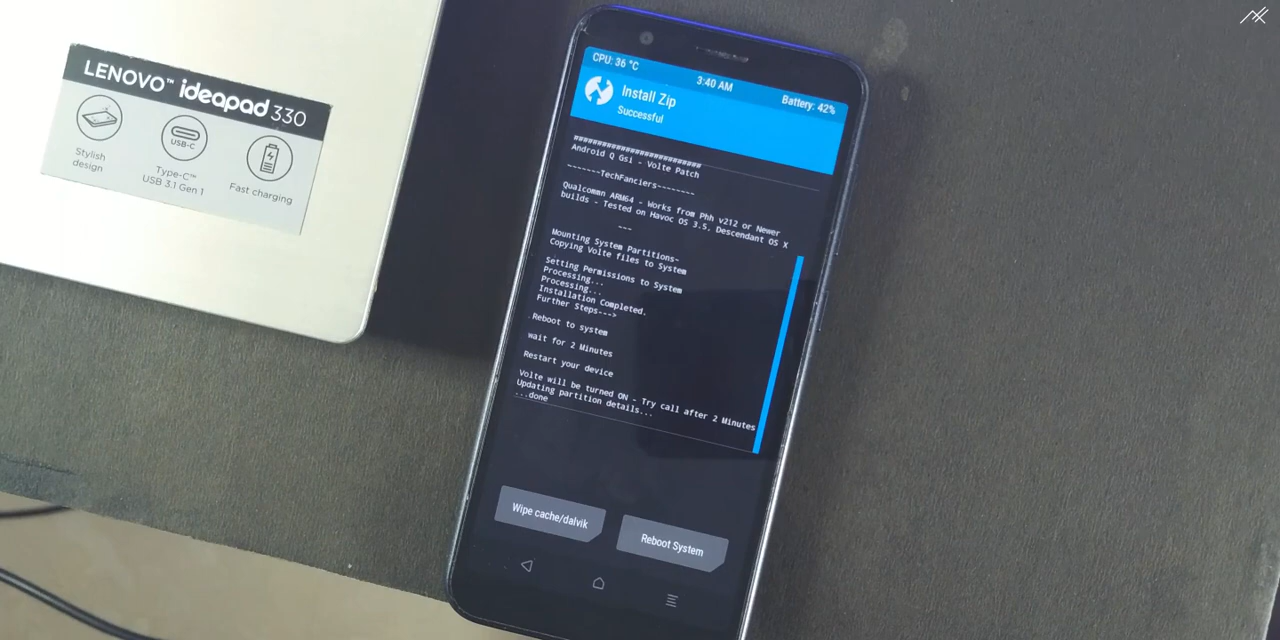 LENOVO™ ideapad 330
Stylish
design
USB-C
Type-C™
USB 3.1 Gen 1
Fast charging
CPU: 36 °C
3:40 AM
Battery: 42%
Install Zip
Successful
##########################
Android Q Gsi - Volte Patch
-------TechFanciers--------
Qualcommn ARM64 - Works from Phh v212 or Newer
builds - Tested on Havoc OS 3.5, Descendant OS X
---
Mounting System Partitions~
Copying Volte files to System
Setting Permissions to System
Processing...
Processing...
Installation Completed.
Further Steps--->
Reboot to system
wait for 2 Minutes
Restart your device
Volte will be turned ON - Try call after 2 Minutes
Updating partition details...
...done
Wipe cache/dalvik
Reboot System